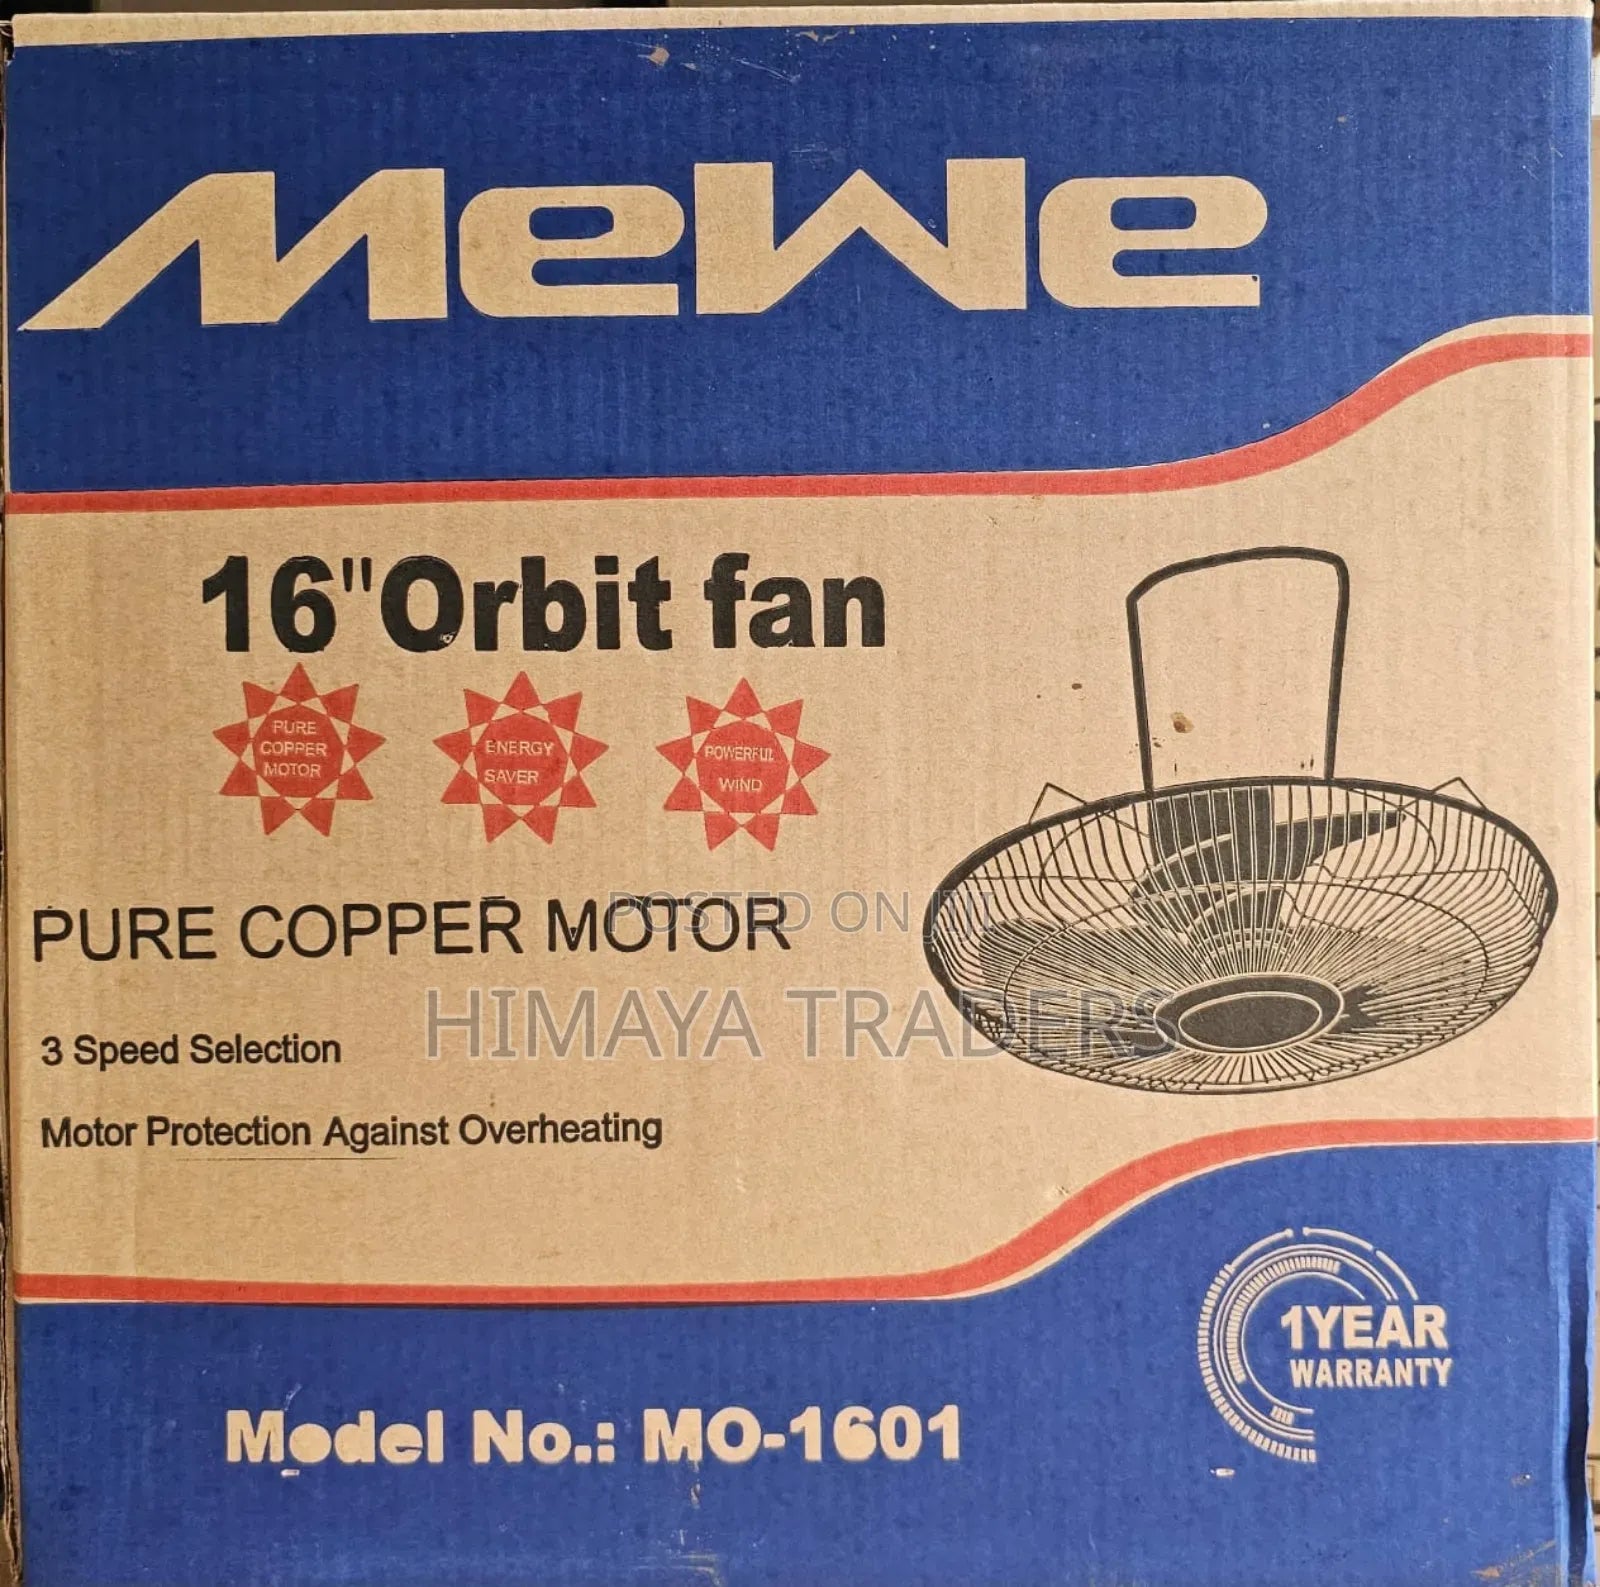 MeWe
16"Orbit fan
PURE
COPPER
MOTOR
ENERGY
SAVER
POWERFUL
WIND
PURE COPPER MOTOR
POSTED ON JIJI
HIMAYA TRADERS
3 Speed Selection
Motor Protection Against Overheating
1YEAR
WARRANTY
Model No.: MO-1601